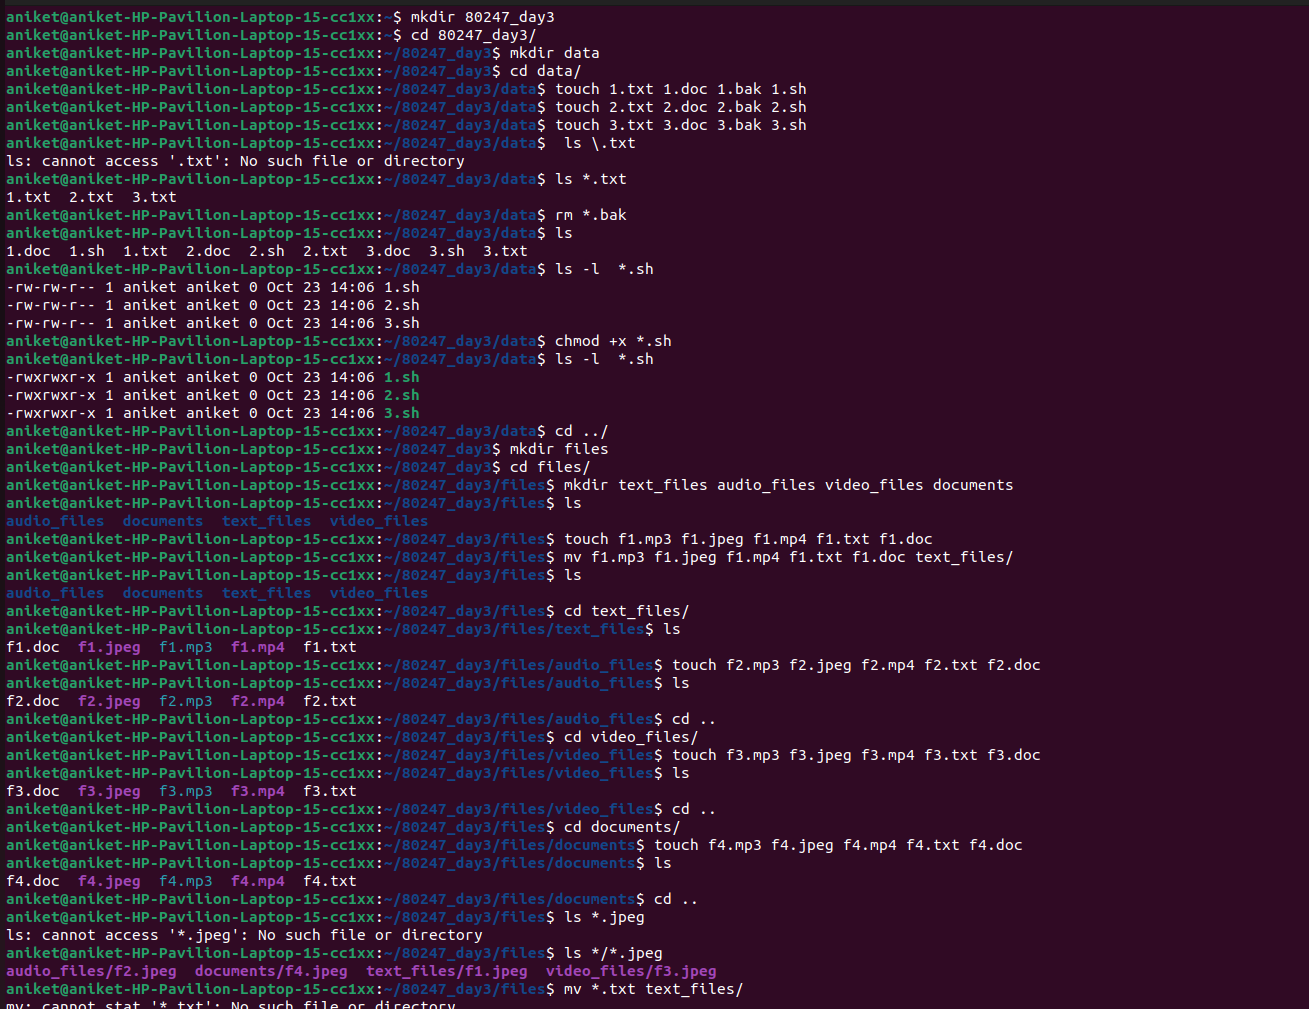 aniket@aniket-HP-Pavilion-Laptop-15-cc1xx:~$ mkdir 80247_day3
aniket@aniket-HP-Pavilion-Laptop-15-cc1xx:~$ cd 80247_day3/
aniket@aniket-HP-Pavilion-Laptop-15-cc1xx:~/80247_day3$ mkdir data
aniket@aniket-HP-Pavilion-Laptop-15-cc1xx:~/80247_day3$ cd data/
aniket@aniket-HP-Pavilion-Laptop-15-cc1xx:~/80247_day3/data$ touch 1.txt 1.doc 1.bak 1.sh
aniket@aniket-HP-Pavilion-Laptop-15-cc1xx:~/80247_day3/data$ touch 2.txt 2.doc 2.bak 2.sh
aniket@aniket-HP-Pavilion-Laptop-15-cc1xx:~/80247_day3/data$ touch 3.txt 3.doc 3.bak 3.sh
aniket@aniket-HP-Pavilion-Laptop-15-cc1xx:~/80247_day3/data$  ls \.txt
ls: cannot access '.txt': No such file or directory
aniket@aniket-HP-Pavilion-Laptop-15-cc1xx:~/80247_day3/data$ ls *.txt
1.txt  2.txt  3.txt
aniket@aniket-HP-Pavilion-Laptop-15-cc1xx:~/80247_day3/data$ rm *.bak
aniket@aniket-HP-Pavilion-Laptop-15-cc1xx:~/80247_day3/data$ ls
1.doc  1.sh  1.txt  2.doc  2.sh  2.txt  3.doc  3.sh  3.txt
aniket@aniket-HP-Pavilion-Laptop-15-cc1xx:~/80247_day3/data$ ls -l  *.sh
-rw-rw-r-- 1 aniket aniket 0 Oct 23 14:06 1.sh
-rw-rw-r-- 1 aniket aniket 0 Oct 23 14:06 2.sh
-rw-rw-r-- 1 aniket aniket 0 Oct 23 14:06 3.sh
aniket@aniket-HP-Pavilion-Laptop-15-cc1xx:~/80247_day3/data$ chmod +x *.sh
aniket@aniket-HP-Pavilion-Laptop-15-cc1xx:~/80247_day3/data$ ls -l  *.sh
-rwxrwxr-x 1 aniket aniket 0 Oct 23 14:06 1.sh
-rwxrwxr-x 1 aniket aniket 0 Oct 23 14:06 2.sh
-rwxrwxr-x 1 aniket aniket 0 Oct 23 14:06 3.sh
aniket@aniket-HP-Pavilion-Laptop-15-cc1xx:~/80247_day3/data$ cd ../
aniket@aniket-HP-Pavilion-Laptop-15-cc1xx:~/80247_day3$ mkdir files
aniket@aniket-HP-Pavilion-Laptop-15-cc1xx:~/80247_day3$ cd files/
aniket@aniket-HP-Pavilion-Laptop-15-cc1xx:~/80247_day3/files$ mkdir text_files audio_files video_files documents
aniket@aniket-HP-Pavilion-Laptop-15-cc1xx:~/80247_day3/files$ ls
audio_files  documents  text_files  video_files
aniket@aniket-HP-Pavilion-Laptop-15-cc1xx:~/80247_day3/files$ touch f1.mp3 f1.jpeg f1.mp4 f1.txt f1.doc
aniket@aniket-HP-Pavilion-Laptop-15-cc1xx:~/80247_day3/files$ mv f1.mp3 f1.jpeg f1.mp4 f1.txt f1.doc text_files/
aniket@aniket-HP-Pavilion-Laptop-15-cc1xx:~/80247_day3/files$ ls
audio_files  documents  text_files  video_files
aniket@aniket-HP-Pavilion-Laptop-15-cc1xx:~/80247_day3/files$ cd text_files/
aniket@aniket-HP-Pavilion-Laptop-15-cc1xx:~/80247_day3/files/text_files$ ls
f1.doc  f1.jpeg  f1.mp3  f1.mp4  f1.txt
aniket@aniket-HP-Pavilion-Laptop-15-cc1xx:~/80247_day3/files/audio_files$ touch f2.mp3 f2.jpeg f2.mp4 f2.txt f2.doc
aniket@aniket-HP-Pavilion-Laptop-15-cc1xx:~/80247_day3/files/audio_files$ ls
f2.doc  f2.jpeg  f2.mp3  f2.mp4  f2.txt
aniket@aniket-HP-Pavilion-Laptop-15-cc1xx:~/80247_day3/files/audio_files$ cd ..
aniket@aniket-HP-Pavilion-Laptop-15-cc1xx:~/80247_day3/files$ cd video_files/
aniket@aniket-HP-Pavilion-Laptop-15-cc1xx:~/80247_day3/files/video_files$ touch f3.mp3 f3.jpeg f3.mp4 f3.txt f3.doc
aniket@aniket-HP-Pavilion-Laptop-15-cc1xx:~/80247_day3/files/video_files$ ls
f3.doc  f3.jpeg  f3.mp3  f3.mp4  f3.txt
aniket@aniket-HP-Pavilion-Laptop-15-cc1xx:~/80247_day3/files/video_files$ cd ..
aniket@aniket-HP-Pavilion-Laptop-15-cc1xx:~/80247_day3/files$ cd documents/
aniket@aniket-HP-Pavilion-Laptop-15-cc1xx:~/80247_day3/files/documents$ touch f4.mp3 f4.jpeg f4.mp4 f4.txt f4.doc
aniket@aniket-HP-Pavilion-Laptop-15-cc1xx:~/80247_day3/files/documents$ ls
f4.doc  f4.jpeg  f4.mp3  f4.mp4  f4.txt
aniket@aniket-HP-Pavilion-Laptop-15-cc1xx:~/80247_day3/files/documents$ cd ..
aniket@aniket-HP-Pavilion-Laptop-15-cc1xx:~/80247_day3/files$ ls *.jpeg
ls: cannot access '*.jpeg': No such file or directory
aniket@aniket-HP-Pavilion-Laptop-15-cc1xx:~/80247_day3/files$ ls */*.jpeg
audio_files/f2.jpeg  documents/f4.jpeg  text_files/f1.jpeg  video_files/f3.jpeg
aniket@aniket-HP-Pavilion-Laptop-15-cc1xx:~/80247_day3/files$ mv *.txt text_files/
mv: cannot stat '*.txt': No such file or directory